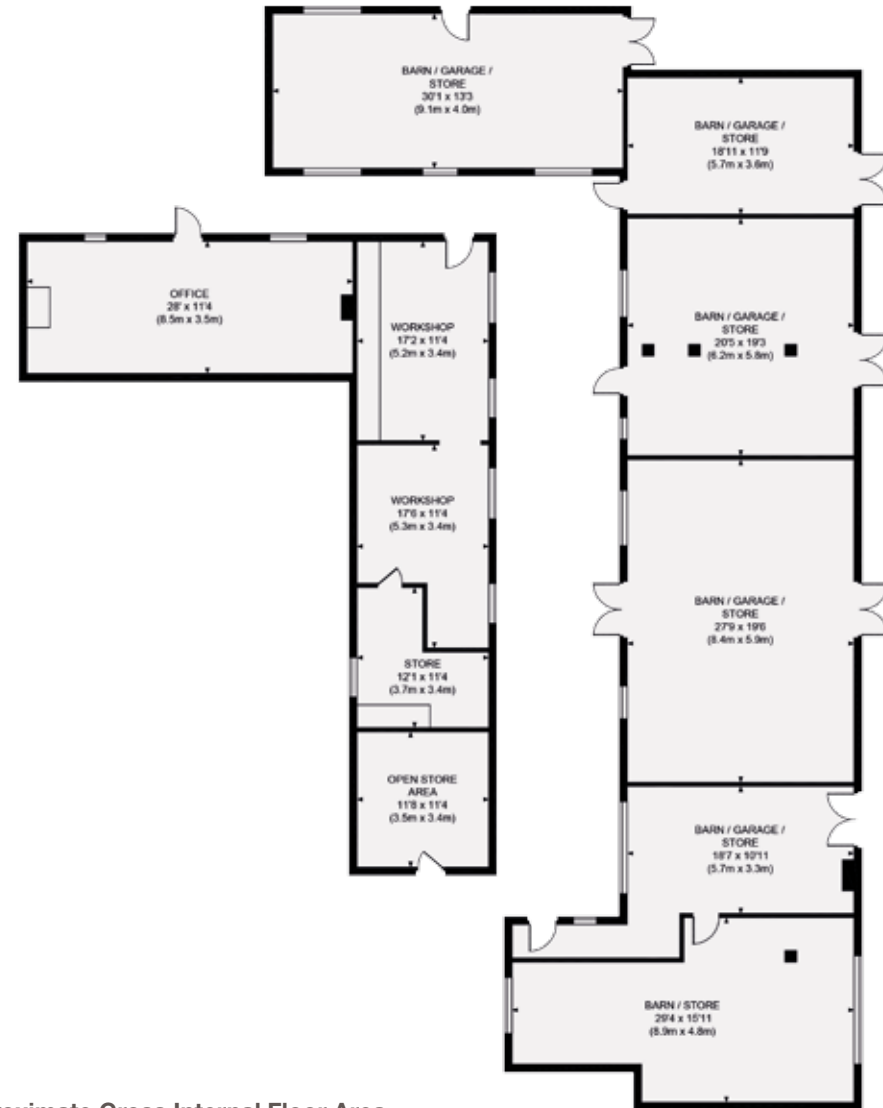 BARN / GARAGE /
STORE
30'1 x 13'3
(9.1m x 4.0m)
BARN / GARAGE /
STORE
18'11 x 11'9
(5.7m x 3.6m)
OFFICE
28' x 11'4
(8.5m x 3.5m)
WORKSHOP
17'2 x 11'4
(5.2m x 3.4m)
BARN / GARAGE /
STORE
20'5 x 19'3
(6.2m x 5.8m)
WORKSHOP
17'6 x 11'4
(5.3m x 3.4m)
BARN / GARAGE /
STORE
27'9 x 19'6
(8.4m x 5.9m)
STORE
12'1 x 11'4
(3.7m x 3.4m)
OPEN STORE
AREA
11'8 x 11'4
(3.5m x 3.4m)
BARN / GARAGE /
STORE
18'7 x 10'11
(5.7m x 3.3m)
BARN / STORE
29'4 x 15'11
(8.9m x 4.8m)
Gross Internal Floor Area